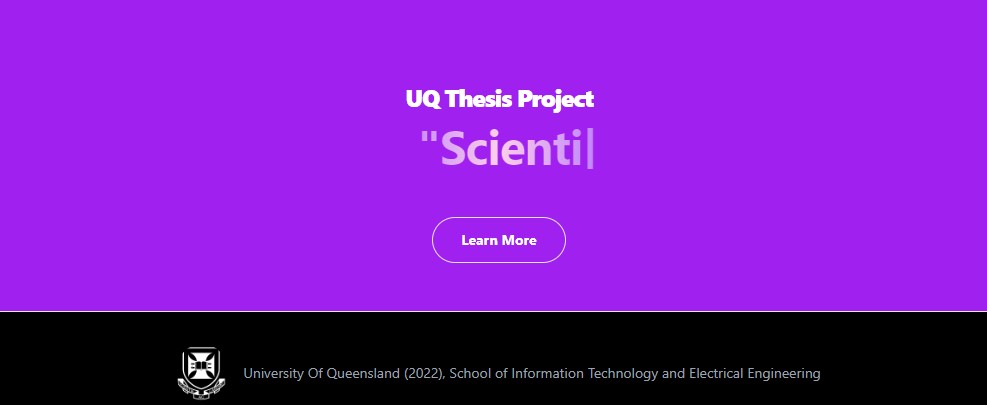 UQ Thesis Project
"Scienti|
Learn More
University Of Queensland (2022), School of Information Technology and Electrical Engineering